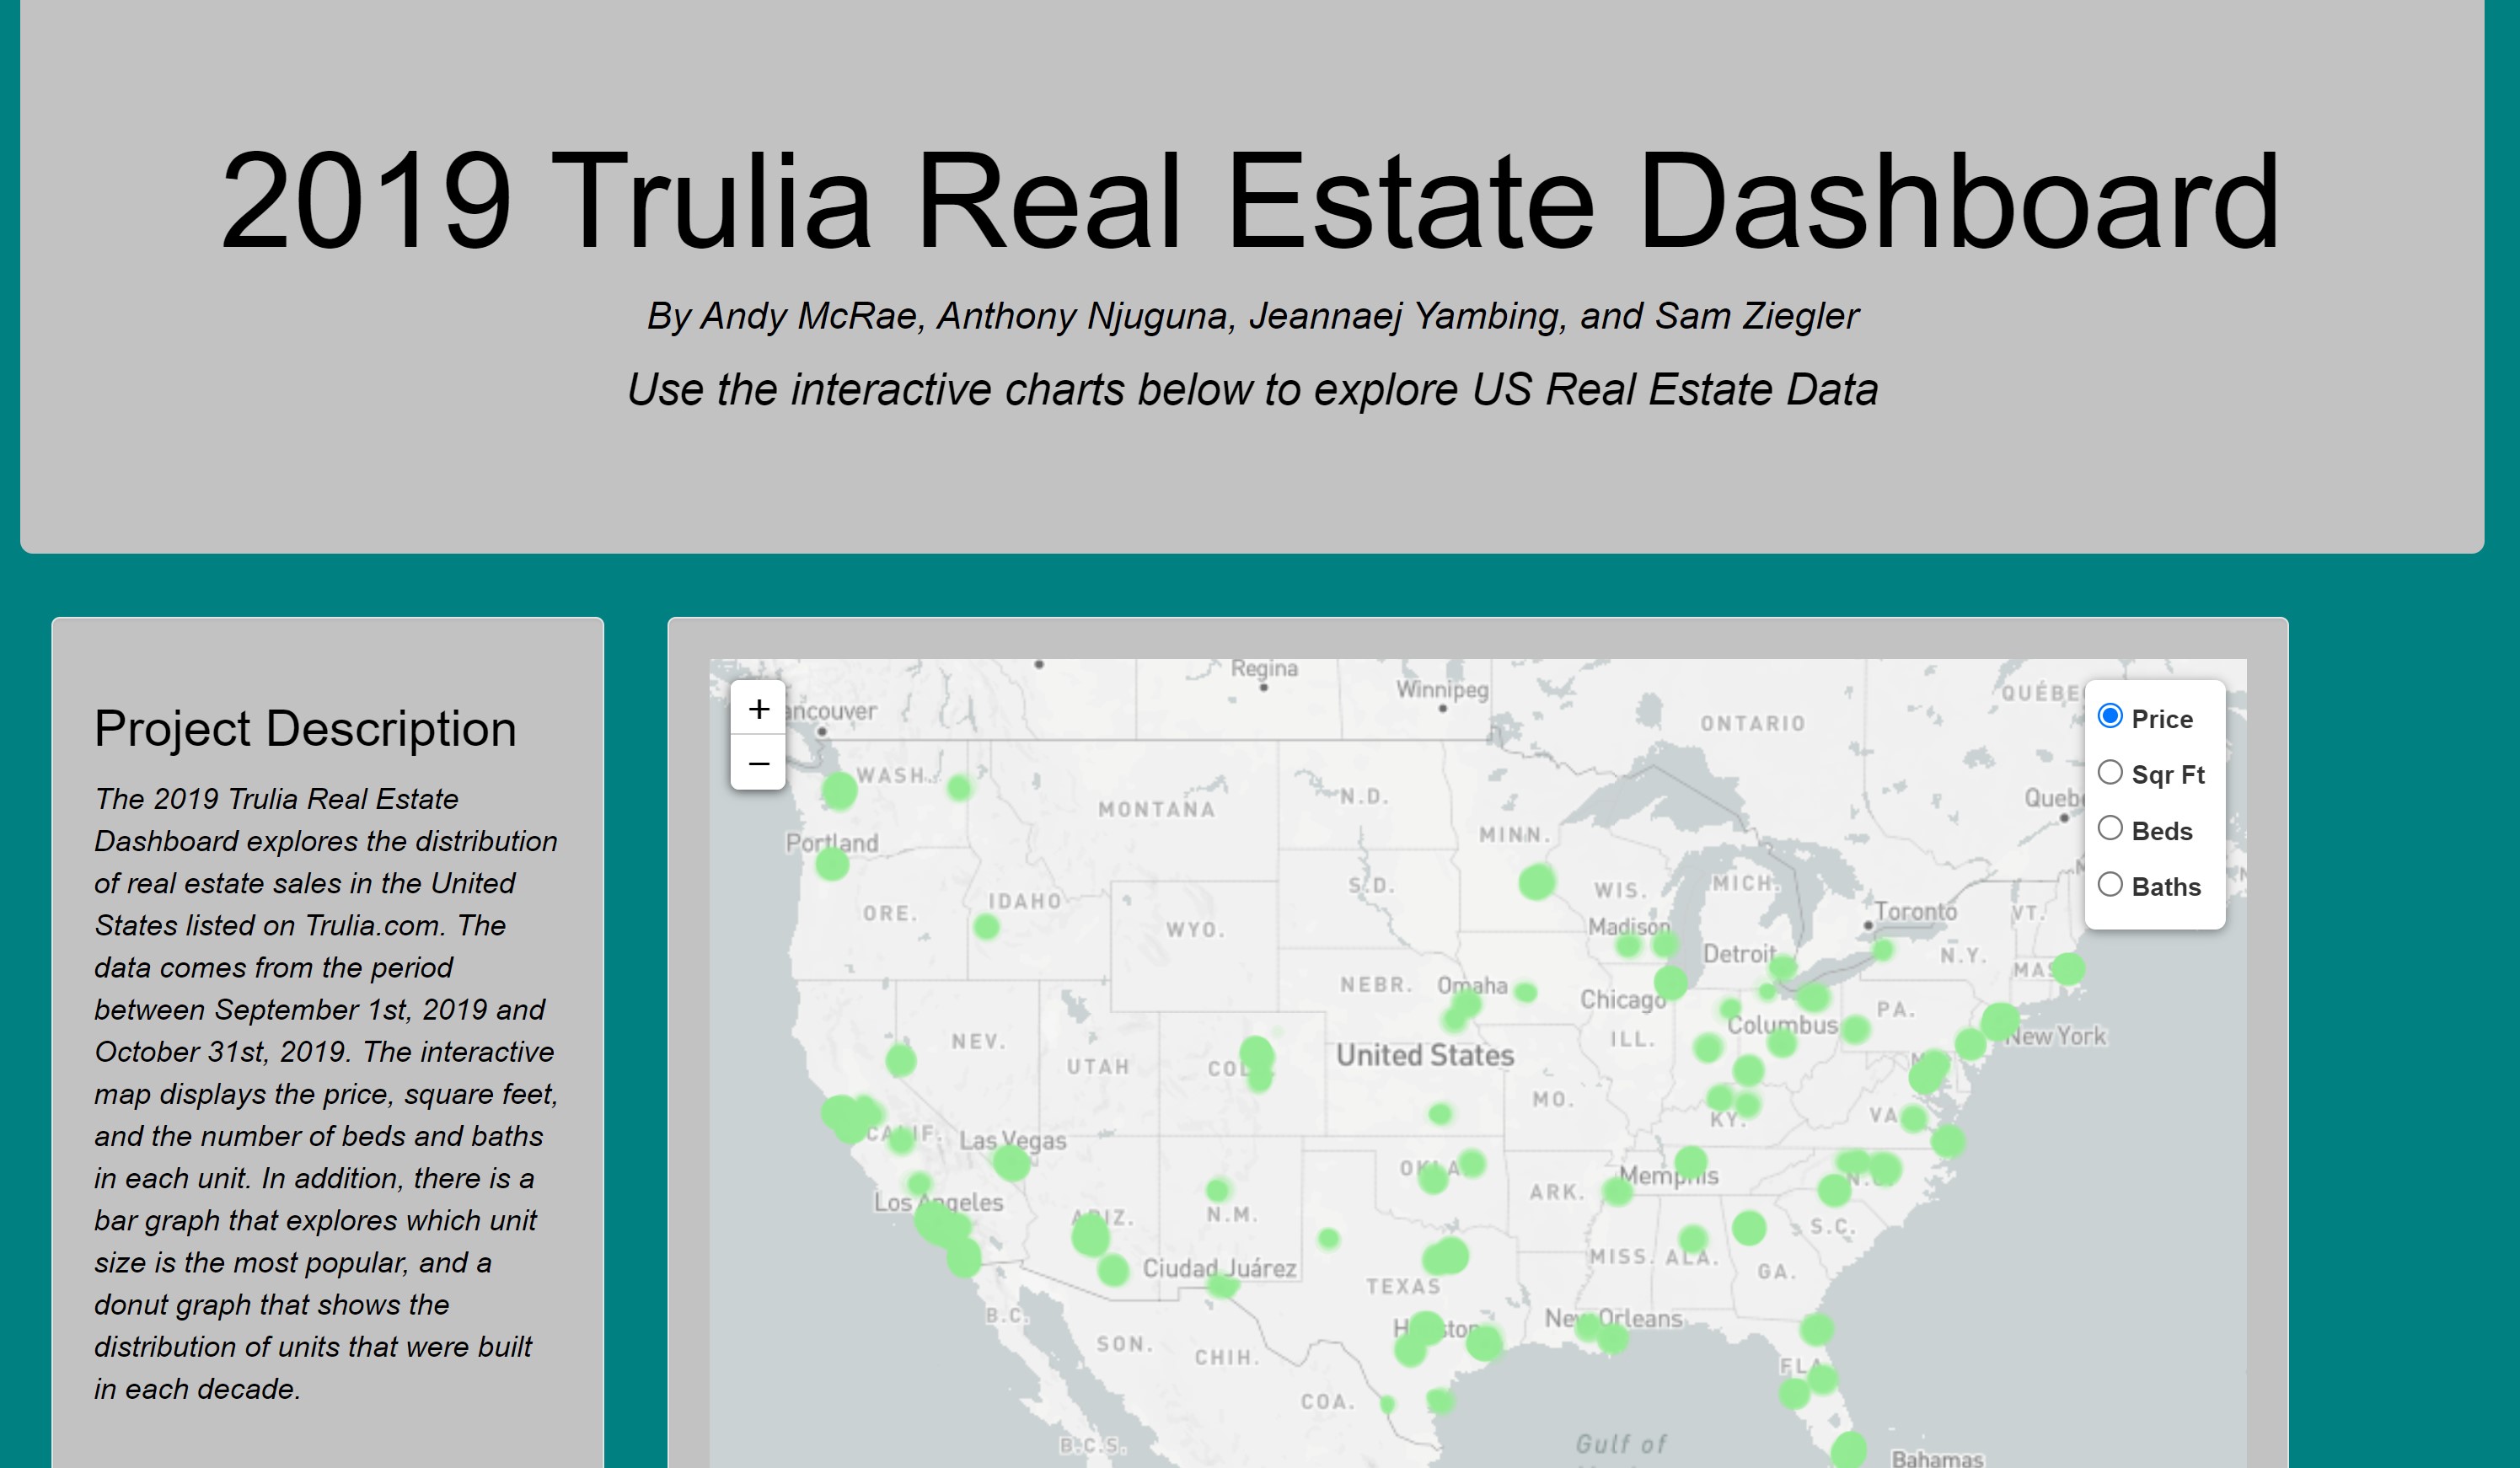 2019 Trulia Real Estate Dashboard
By Andy McRae, Anthony Njuguna, Jeannaej Yambing, and Sam Ziegler
Use the interactive charts below to explore US Real Estate Data
Project Description
The 2019 Trulia Real Estate
Dashboard explores the distribution
of real estate sales in the United
States listed on Trulia.com. The
data comes from the period
between September 1st, 2019 and
October 31st, 2019. The interactive
map displays the price, square feet,
and the number of beds and baths
in each unit. In addition, there is a
bar graph that explores which unit
size is the most popular, and a
donut graph that shows the
distribution of units that were built
in each decade.
+
−
Price
Sqr Ft
Beds
Baths
Regina
Winnipeg
ancouver
ONTARIO
QUÉBE
WASH.
MONTANA
N.D.
MINN.
Queb
Portland
ORE.
IDAHO
WYO.
S.D.
WIS.
MICH.
Madison
Toronto
VT.
Detroit
N.Y.
MAS
NEBR.
Omaha
Chicago
PA.
NEV.
UTAH
COL
United States
ILL.
Columbus
New York
MO.
KY.
VA
CALIF.
Las Vegas
OKLA
ARK.
Memphis
N.C.
Los Angeles
ARIZ.
N.M.
S.C.
Ciudad Juárez
TEXAS
MISS.
ALA.
GA.
B.C.
SON.
CHIH.
Houston
New Orleans
COA.
FLA
B.C.S.
Gulf of
Bahamas